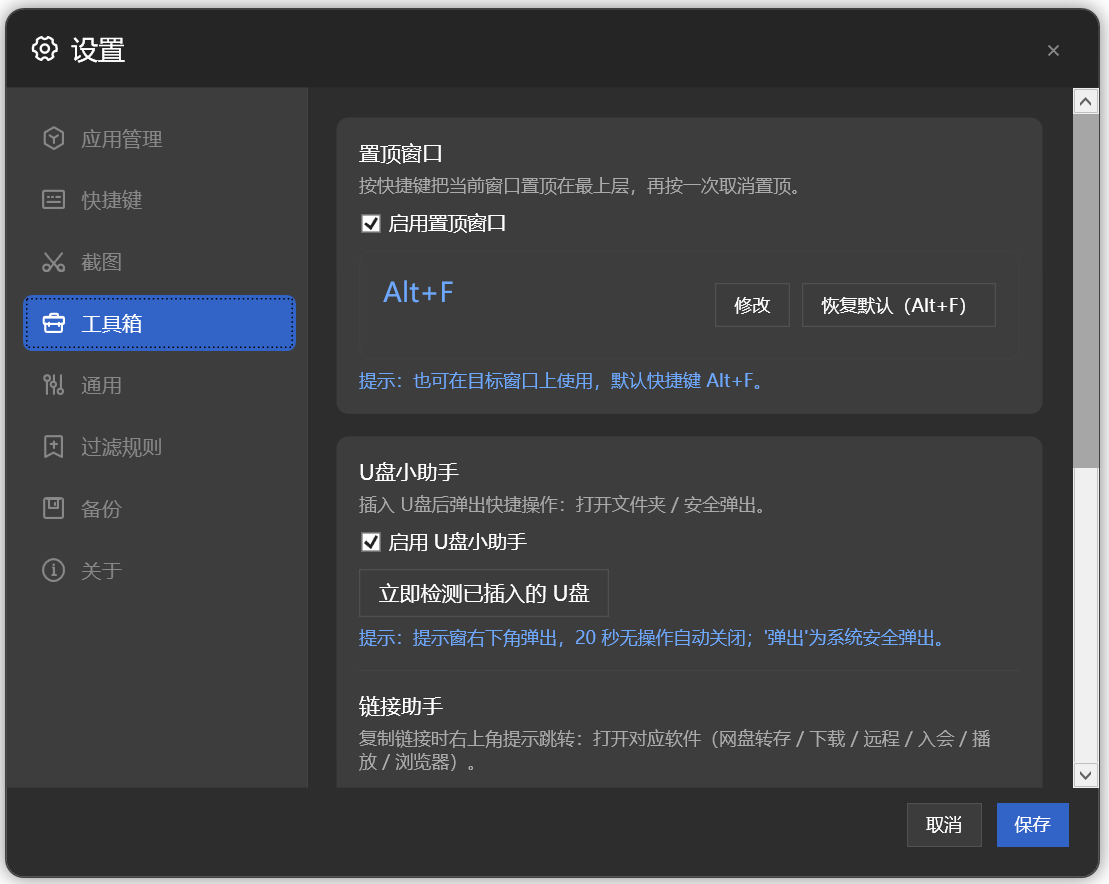 设置
应用管理
快捷键
截图
工具箱
通用
过滤规则
备份
关于
置顶窗口
按快捷键把当前窗口置顶在最上层，再按一次取消置顶。
启用置顶窗口
Alt+F
修改
恢复默认（Alt+F）
提示：也可在目标窗口上使用，默认快捷键 Alt+F。
U盘小助手
插入 U盘后弹出快捷操作：打开文件夹 / 安全弹出。
启用 U盘小助手
立即检测已插入的 U盘
提示：提示窗右下角弹出，20 秒无操作自动关闭；'弹出'为系统安全弹出。
链接助手
复制链接时右上角提示跳转：打开对应软件（网盘转存 / 下载 / 远程 / 入会 / 播
放 / 浏览器）。
取消
保存